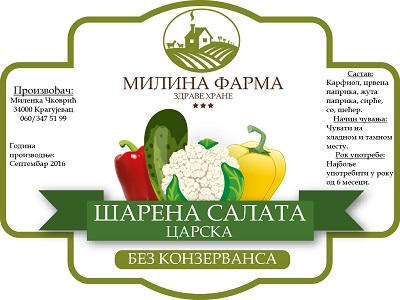 МИЛИНА ФАРМА
ЗДРАВЕ ХРАНЕ
Произвођач:
Миленка Чковрић
34000 Крагујевац
060/347 51 99
Година
производње:
Септембар 2016
Састав:
Карфиол, црвена
паприка, жута
паприка, сирће,
со, шећер.
Начин чувања:
Чувати на
хладном и тамном
месту.
Рок употребе:
Најбоље
употребити у року
од 6 месеци.
ШАРЕНА САЛАТА
ЦАРСКА
БЕЗ КОНЗЕРВАНСА